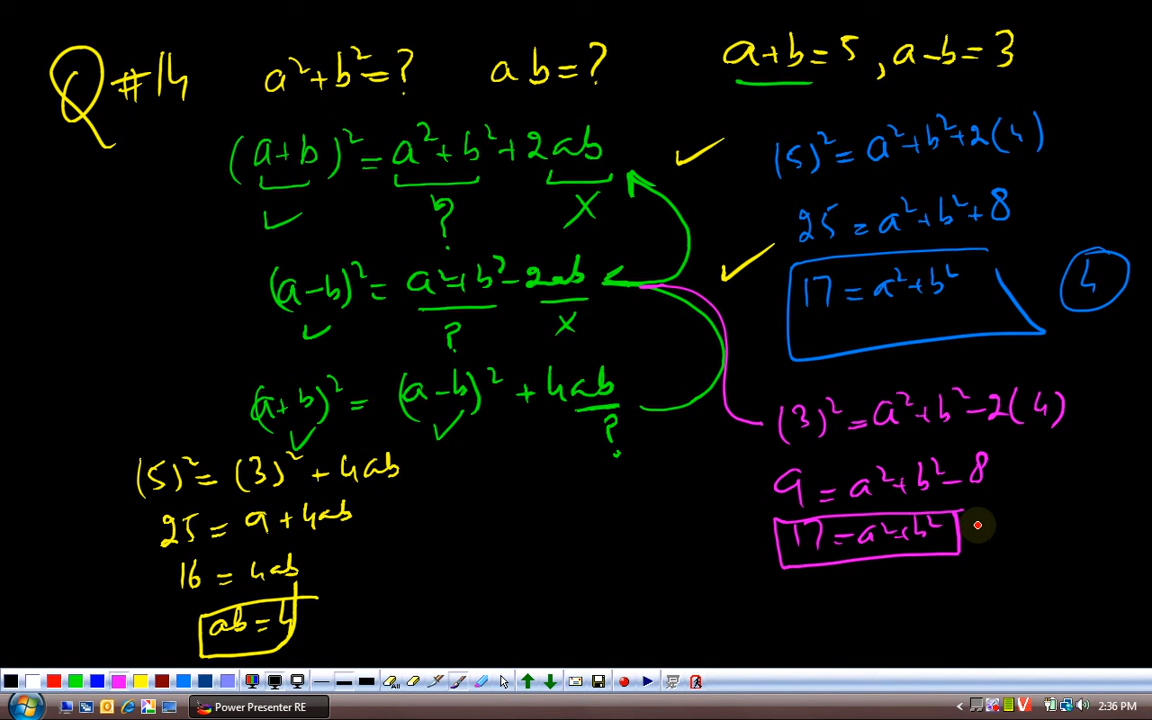 Q#14 a²+b²=? ab=? a+b=5, a-b=3
(a+b)² = a²+b²+2ab
? X
(a-b)² = a²+b²-2ab
? x
(a+b)² = (a-b)² + 4ab
?
(5)² = (3)² + 4ab
25 = 9 + 4ab
16 = 4ab
ab = 4
(5)² = a²+b²+2(4)
25 = a²+b²+8
17 = a²+b²
4
(3)² = a²+b²-2(4)
9 = a²+b²-8
17 = a²+b²
All
Power Presenter RE
2:36 PM